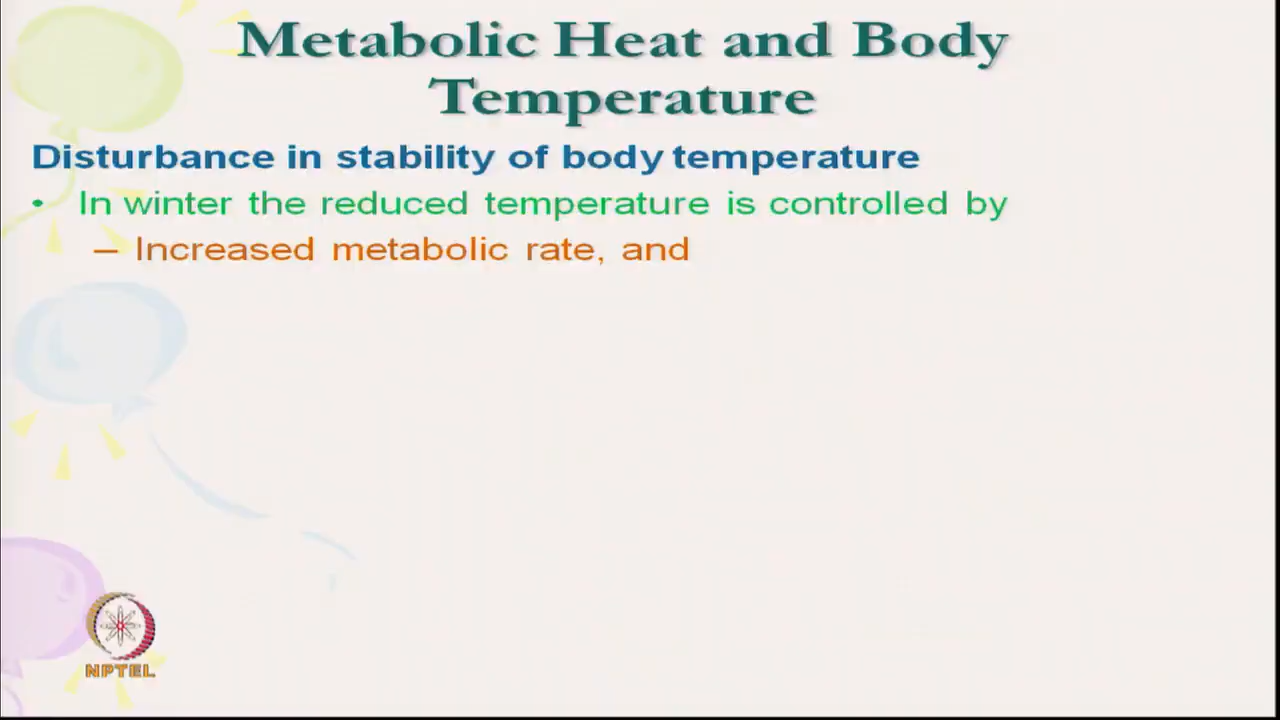 Metabolic Heat and Body
Temperature
Disturbance in stability of body temperature
• In winter the reduced temperature is controlled by
– Increased metabolic rate, and
NPTEL